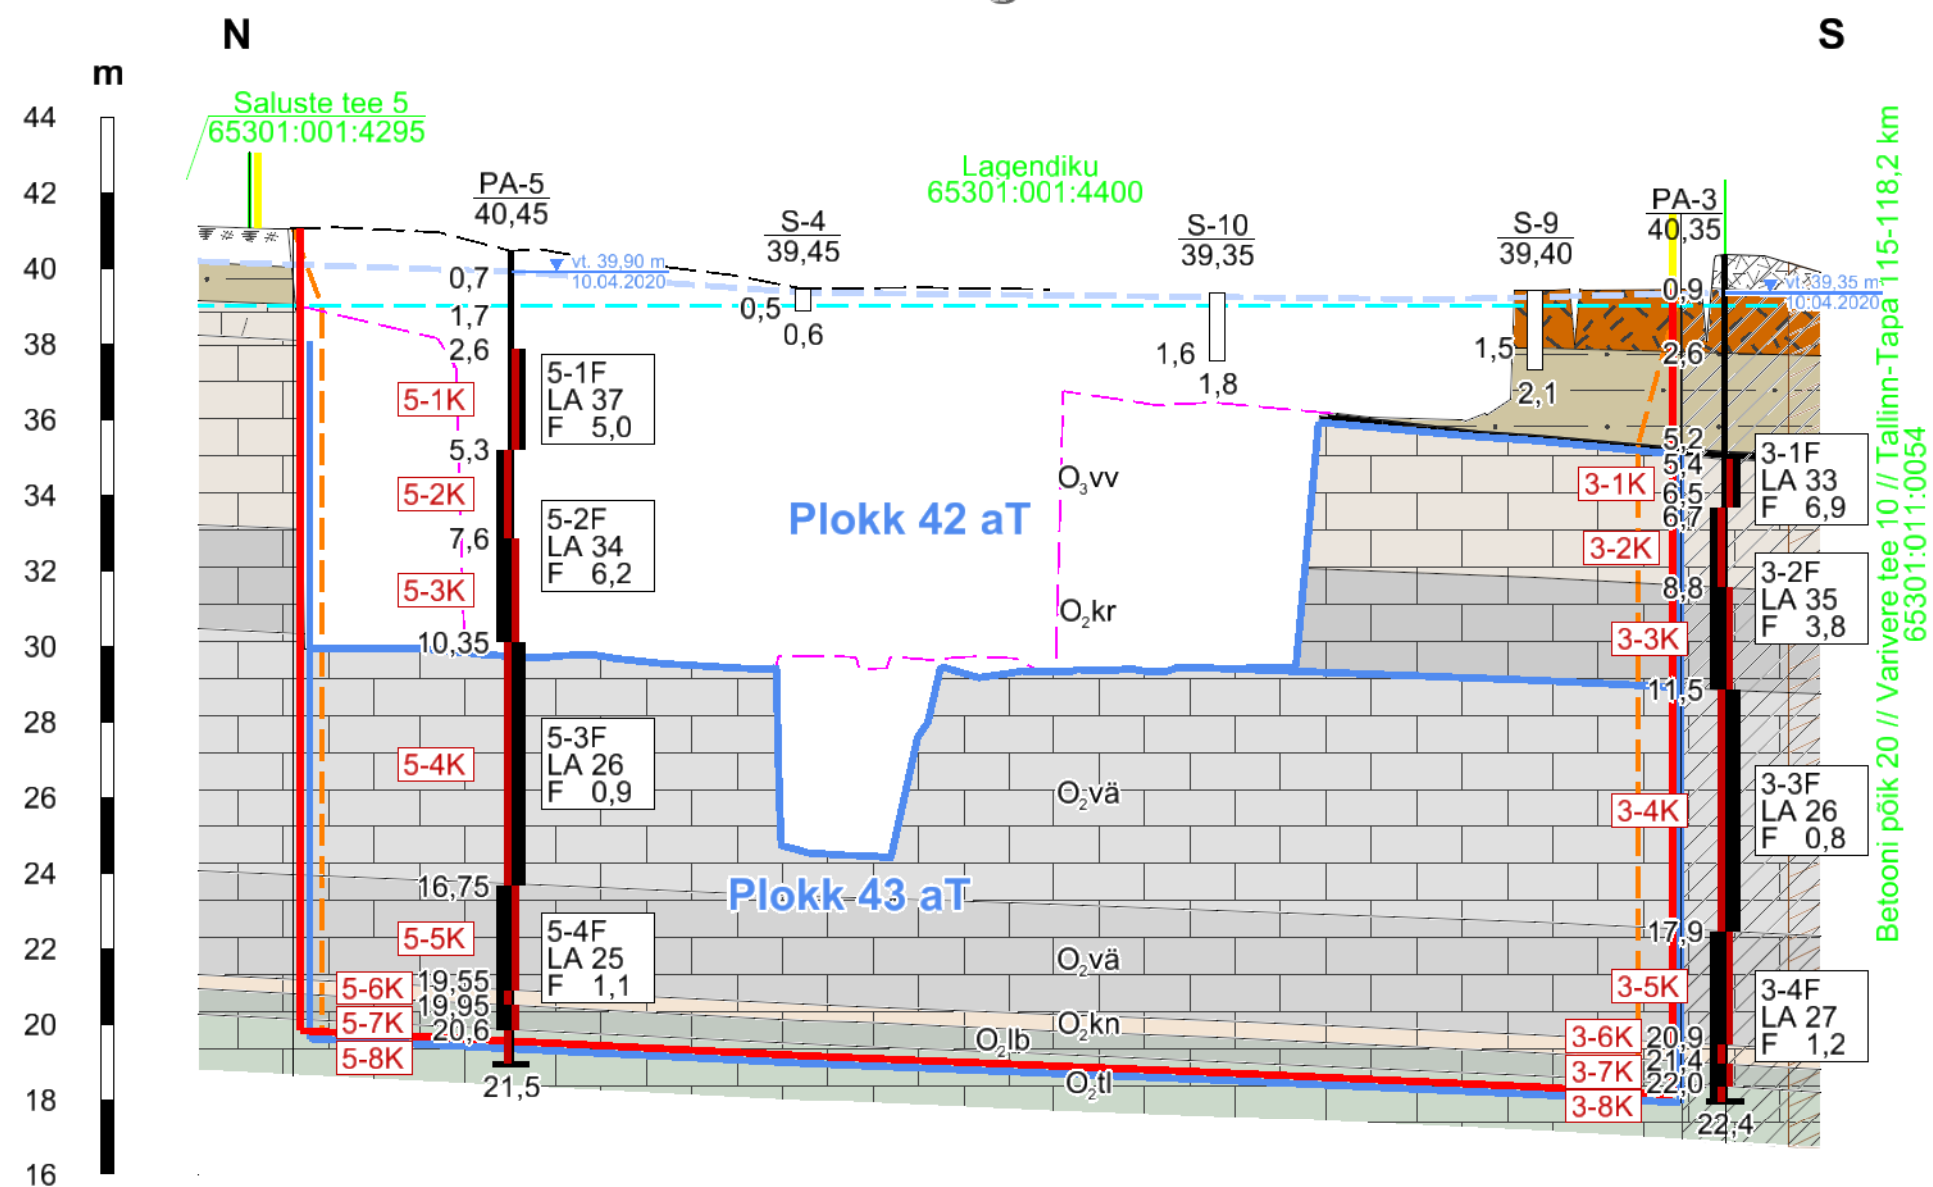 N
S
m
44
42
40
38
36
34
32
30
28
26
24
22
20
18
16
Saluste tee 5
65301:001:4295
Lagendiku
65301:001:4400
PA-5
40,45
S-4
39,45
S-10
39,35
S-9
39,40
PA-3
40,35
vt. 39,90 m
10.04.2020
vt. 39,35 m
10.04.2020
0,7
1,7
2,6
5,3
7,6
10,35
16,75
19,55
19,95
20,6
21,5
0,5
0,6
1,6
1,8
1,5
2,1
0,9
2,6
5,2
5,4
6,5
6,7
8,8
11,5
17,9
20,9
21,4
22,0
22,4
5-1K
5-2K
5-3K
5-4K
5-5K
5-6K
5-7K
5-8K
5-1F
LA 37
F 5,0
5-2F
LA 34
F 6,2
5-3F
LA 26
F 0,9
5-4F
LA 25
F 1,1
Plokk 42 aT
Plokk 43 aT
O₃vv
O₂kr
O₂vä
O₂vä
O₂kn
O₂lb
O₂tl
3-1K
3-2K
3-3K
3-4K
3-5K
3-6K
3-7K
3-8K
3-1F
LA 33
F 6,9
3-2F
LA 35
F 3,8
3-3F
LA 26
F 0,8
3-4F
LA 27
F 1,2
Betooni põik 20 // Varivere tee 10 // Tallinn-Tapa 115-118,2 km
65301:011:0054